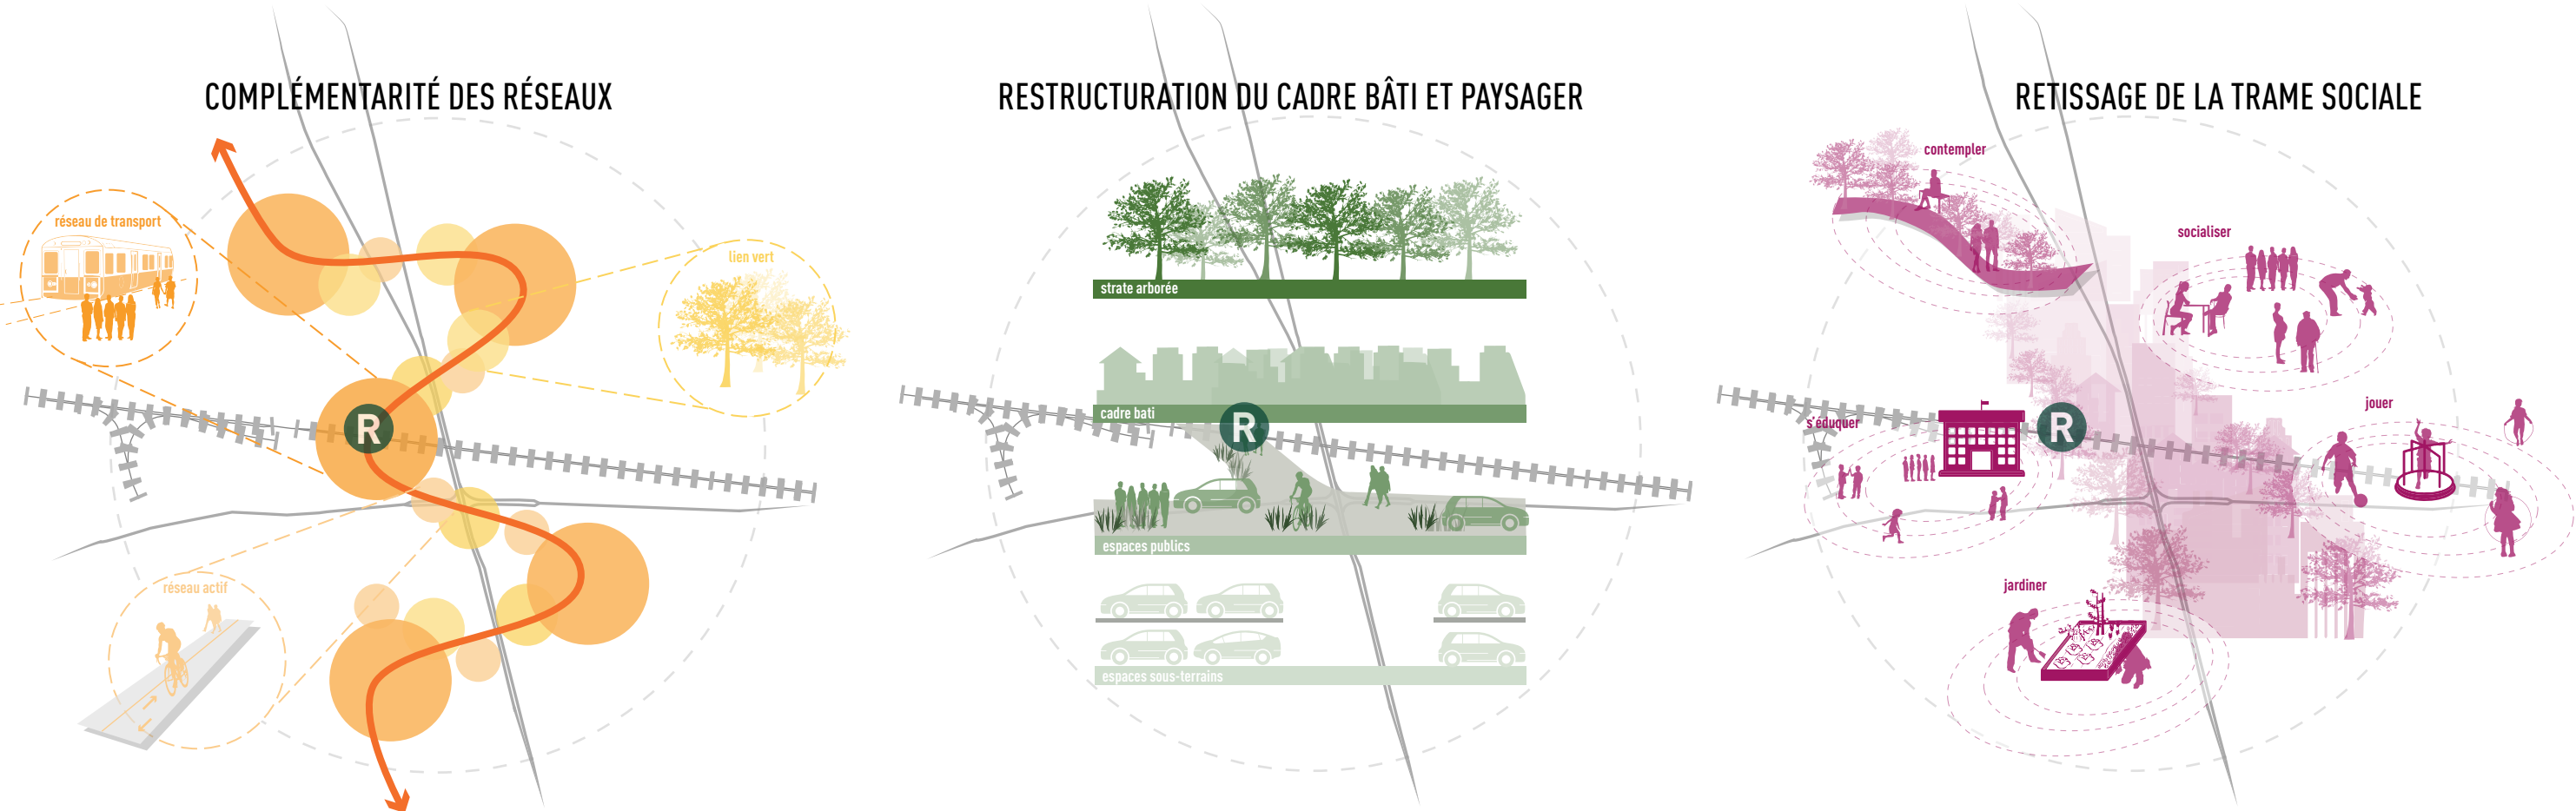 COMPLÉMENTARITÉ DES RÉSEAUX
réseau de transport
lien vert
R
réseau actif
RESTRUCTURATION DU CADRE BÂTI ET PAYSAGER
strate arborée
cadre bati
R
espaces publics
espaces sous-terrains
RETISSAGE DE LA TRAME SOCIALE
contempler
socialiser
jouer
s'éduquer
R
jardiner